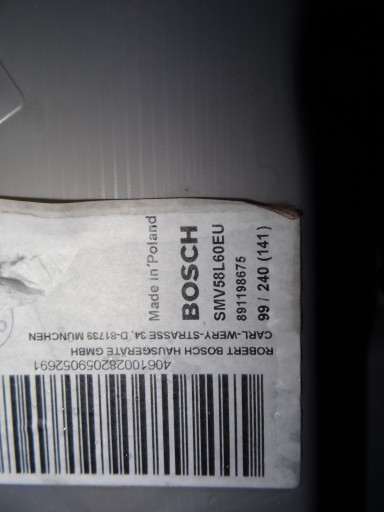 Made in Poland
BOSCH
SMV58L60EU
891198675
99 / 240 (141)
ROBERT BOSCH HAUSGERÄTE GMBH
CARL-WERY-STRASSE 34, D-81739 MÜNCHEN
406100282059052691